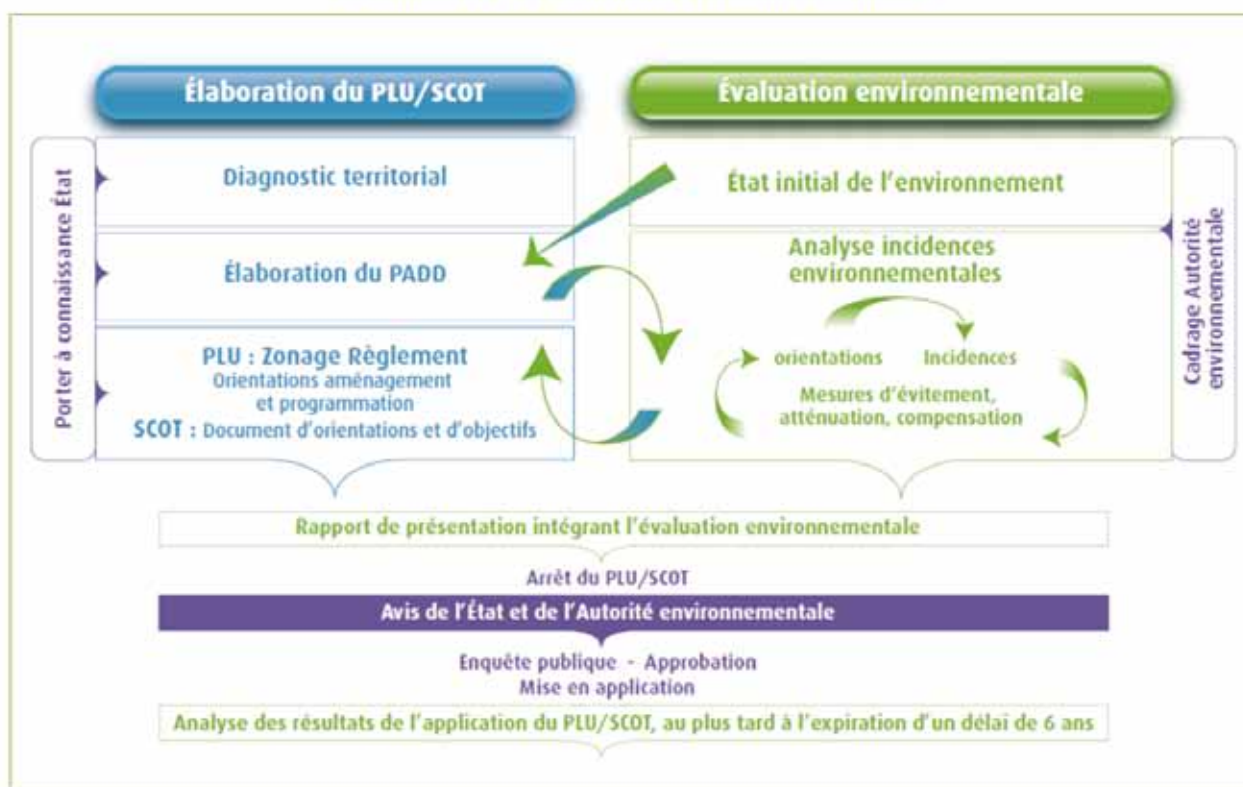 Élaboration du PLU/SCOT
Évaluation environnementale
Porter à connaissance État
Diagnostic territorial
Élaboration du PADD
PLU : Zonage Règlement
Orientations aménagement
et programmation
SCOT : Document d'orientations et d'objectifs
État initial de l'environnement
Analyse incidences
environnementales
orientations
Incidences
Mesures d'évitement,
atténuation, compensation
Cadrage Autorité
environnementale
Rapport de présentation intégrant l'évaluation environnementale
Arrêt du PLU/SCOT
Avis de l'État et de l'Autorité environnementale
Enquête publique - Approbation
Mise en application
Analyse des résultats de l'application du PLU/SCOT, au plus tard à l'expiration d'un délai de 6 ans